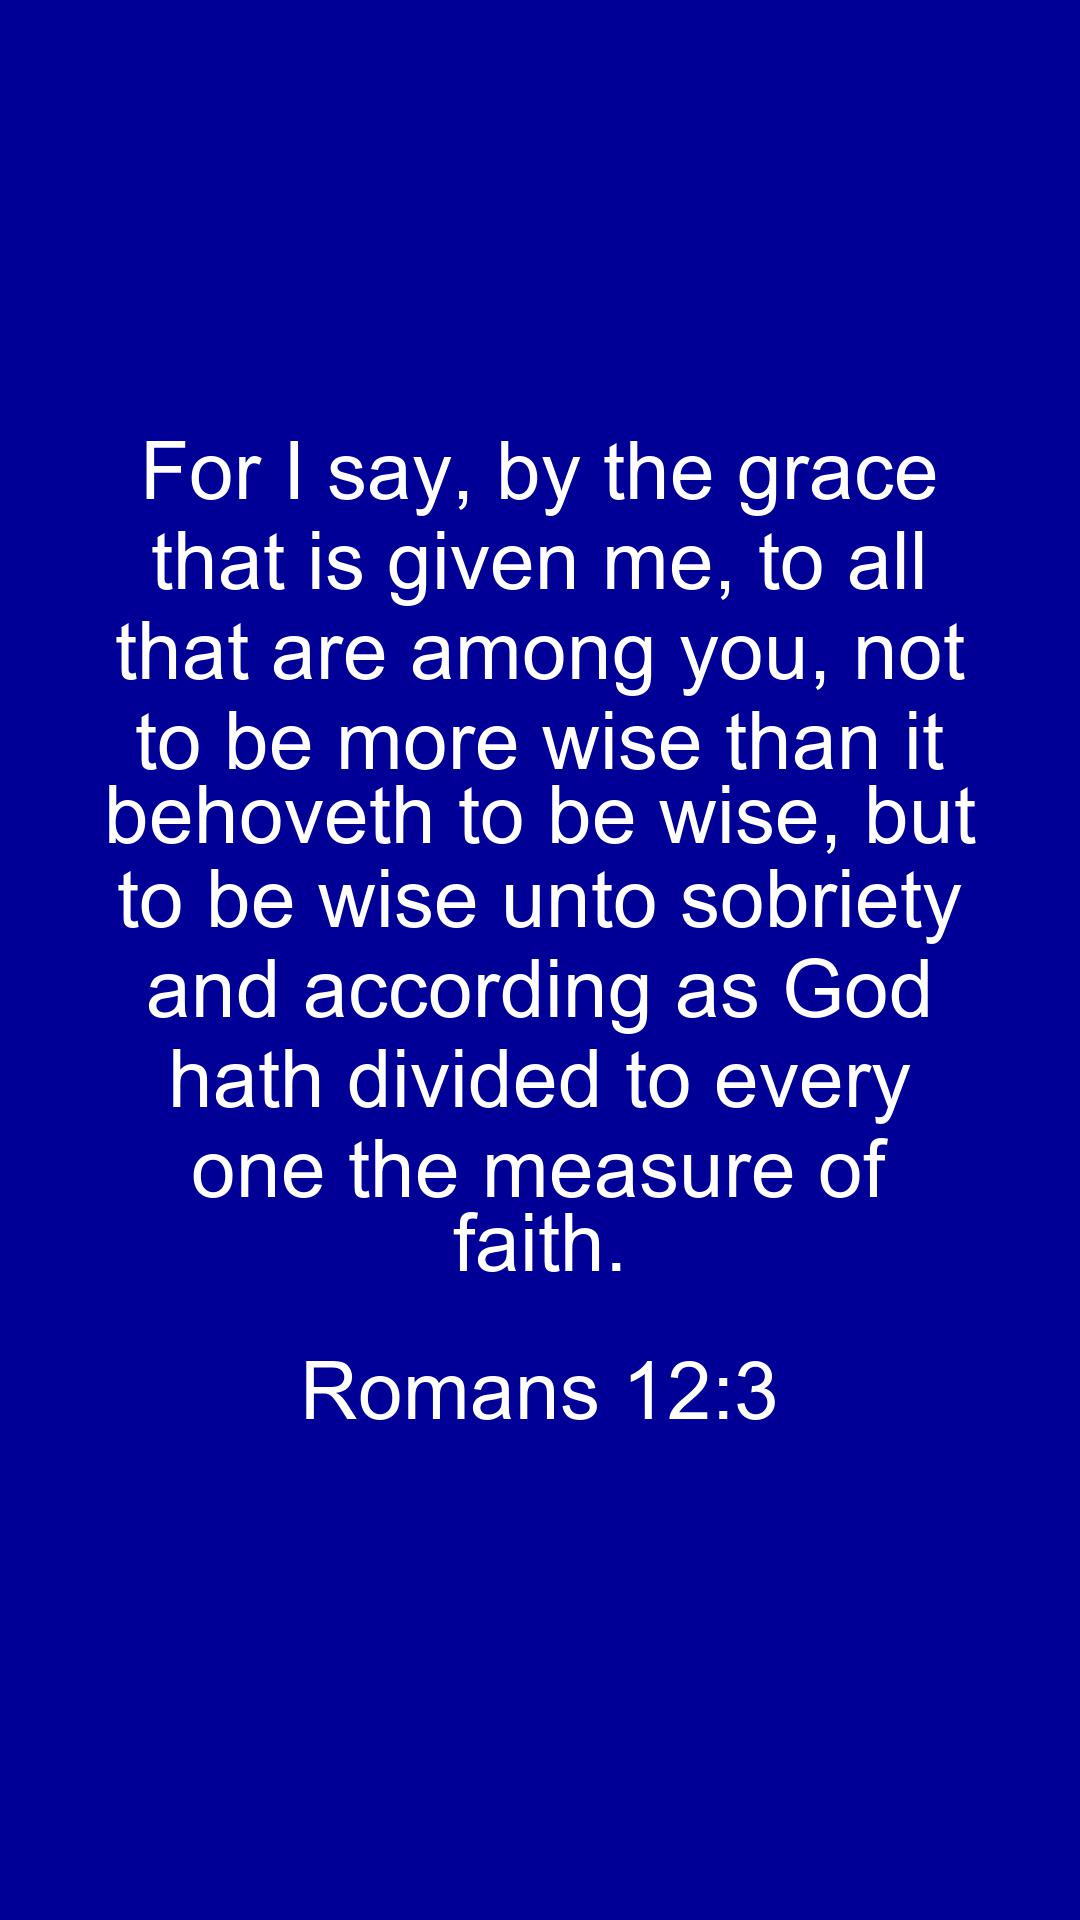 For I say, by the grace
that is given me, to all
that are among you, not
to be more wise than it
behoveth to be wise, but
to be wise unto sobriety
and according as God
hath divided to every
one the measure of
faith.
Romans 12:3